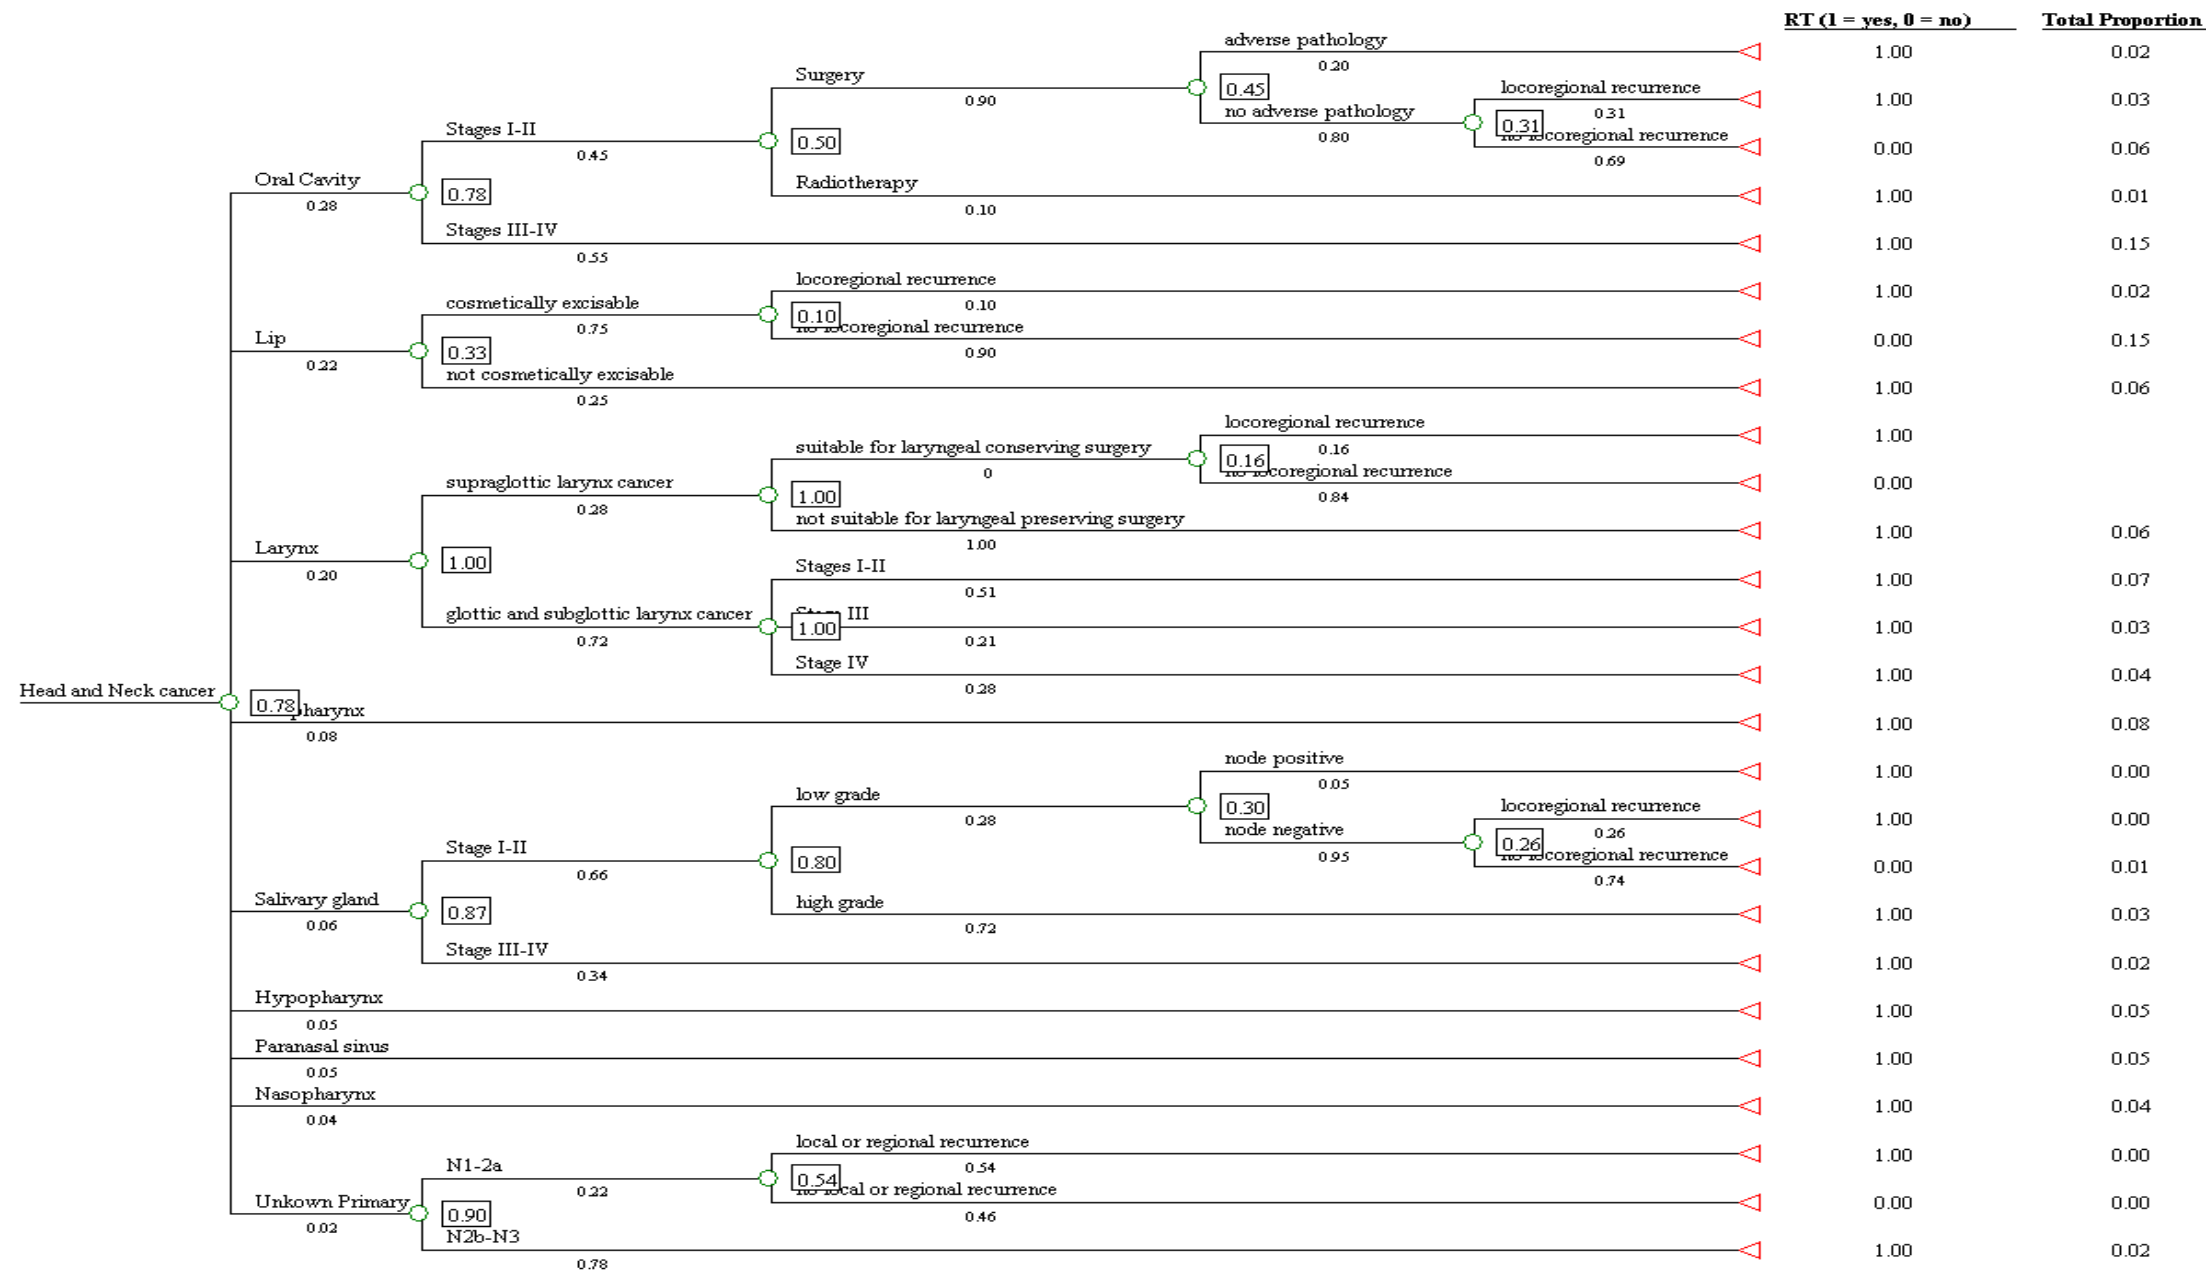 RT (1 = yes, 0 = no) Total Proportion
adverse pathology 1.00 0.02
0.20
Surgery
0.90
0.45
locoregional recurrence 1.00 0.03
0.31
no adverse pathology
0.80
0.31
locoregional recurrence 0.00 0.06
0.69
Stages I-II
0.45
0.50
Radiotherapy 1.00 0.01
0.10
Oral Cavity
0.28
0.78
Stages III-IV 1.00 0.15
0.55
locoregional recurrence 1.00 0.02
0.10
cosmetically excisable
0.75
0.10
locoregional recurrence 0.00 0.15
0.90
Lip
0.22
0.33
not cosmetically excisable 1.00 0.06
0.25
locoregional recurrence 1.00
0.16
suitable for laryngeal conserving surgery
0
0.16
locoregional recurrence 0.00
0.84
supraglottic larynx cancer
0.28
1.00
not suitable for laryngeal preserving surgery 1.00 0.06
1.00
Larynx
0.20
1.00
Stages I-II 1.00 0.07
0.51
glottic and subglottic larynx cancer
0.72
III 1.00 0.03
1.00
0.21
Stage IV 1.00 0.04
0.28
Head and Neck cancer
0.78
pharynx 1.00 0.08
0.08
node positive 1.00 0.00
0.05
low grade
0.28
0.30
locoregional recurrence 1.00 0.00
0.26
node negative
0.95
0.26
locoregional recurrence 0.00 0.01
0.74
Stage I-II
0.66
0.80
high grade 1.00 0.03
0.72
Salivary gland
0.06
0.87
Stage III-IV 1.00 0.02
0.34
Hypopharynx 1.00 0.05
0.05
Paranasal sinus 1.00 0.05
0.05
Nasopharynx 1.00 0.04
0.04
local or regional recurrence 1.00 0.00
0.54
N1-2a
0.22
0.54
local or regional recurrence 0.00 0.00
0.46
Unkown Primary
0.02
0.90
N2b-N3 1.00 0.02
0.78